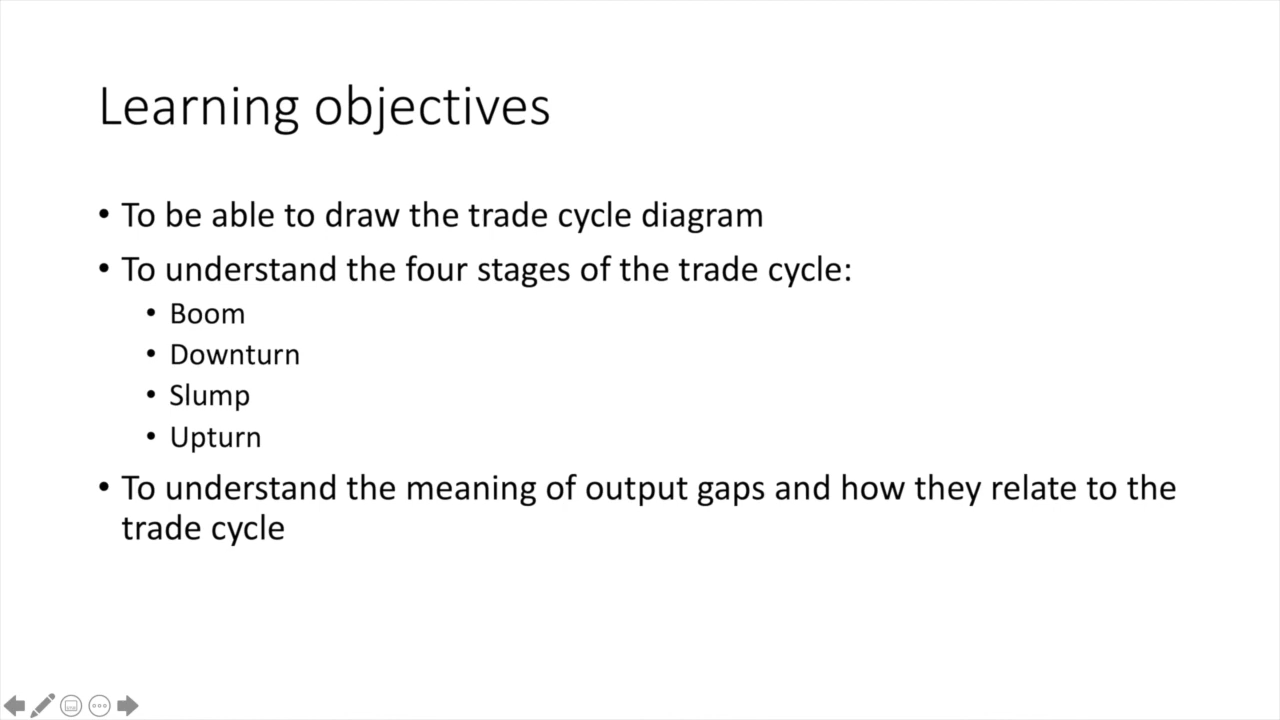 Learning objectives
• To be able to draw the trade cycle diagram
• To understand the four stages of the trade cycle:
• Boom
• Downturn
• Slump
• Upturn
• To understand the meaning of output gaps and how they relate to the
trade cycle